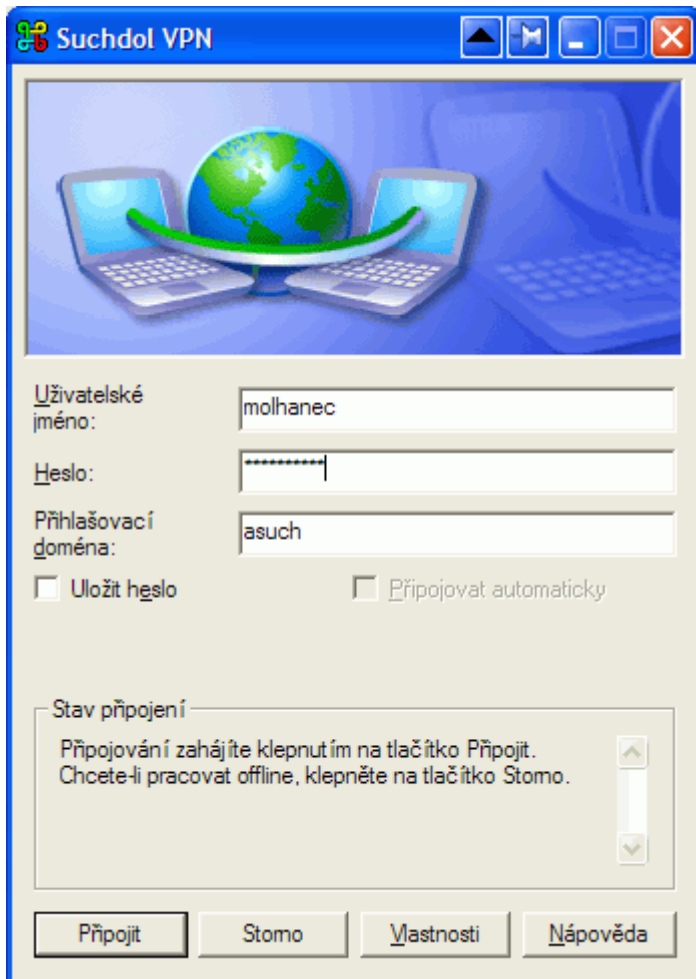 Suchdol VPN
Uživatelské
jméno:
molhanec
Heslo:
**********
Přihlašovací
doména:
asuch
Uložit heslo
Připojovat automaticky
Stav připojení
Připojování zahájíte klepnutím na tlačítko Připojit.
Chcete-li pracovat offline, klepněte na tlačítko Storno.
Připojit
Storno
Vlastnosti
Nápověda